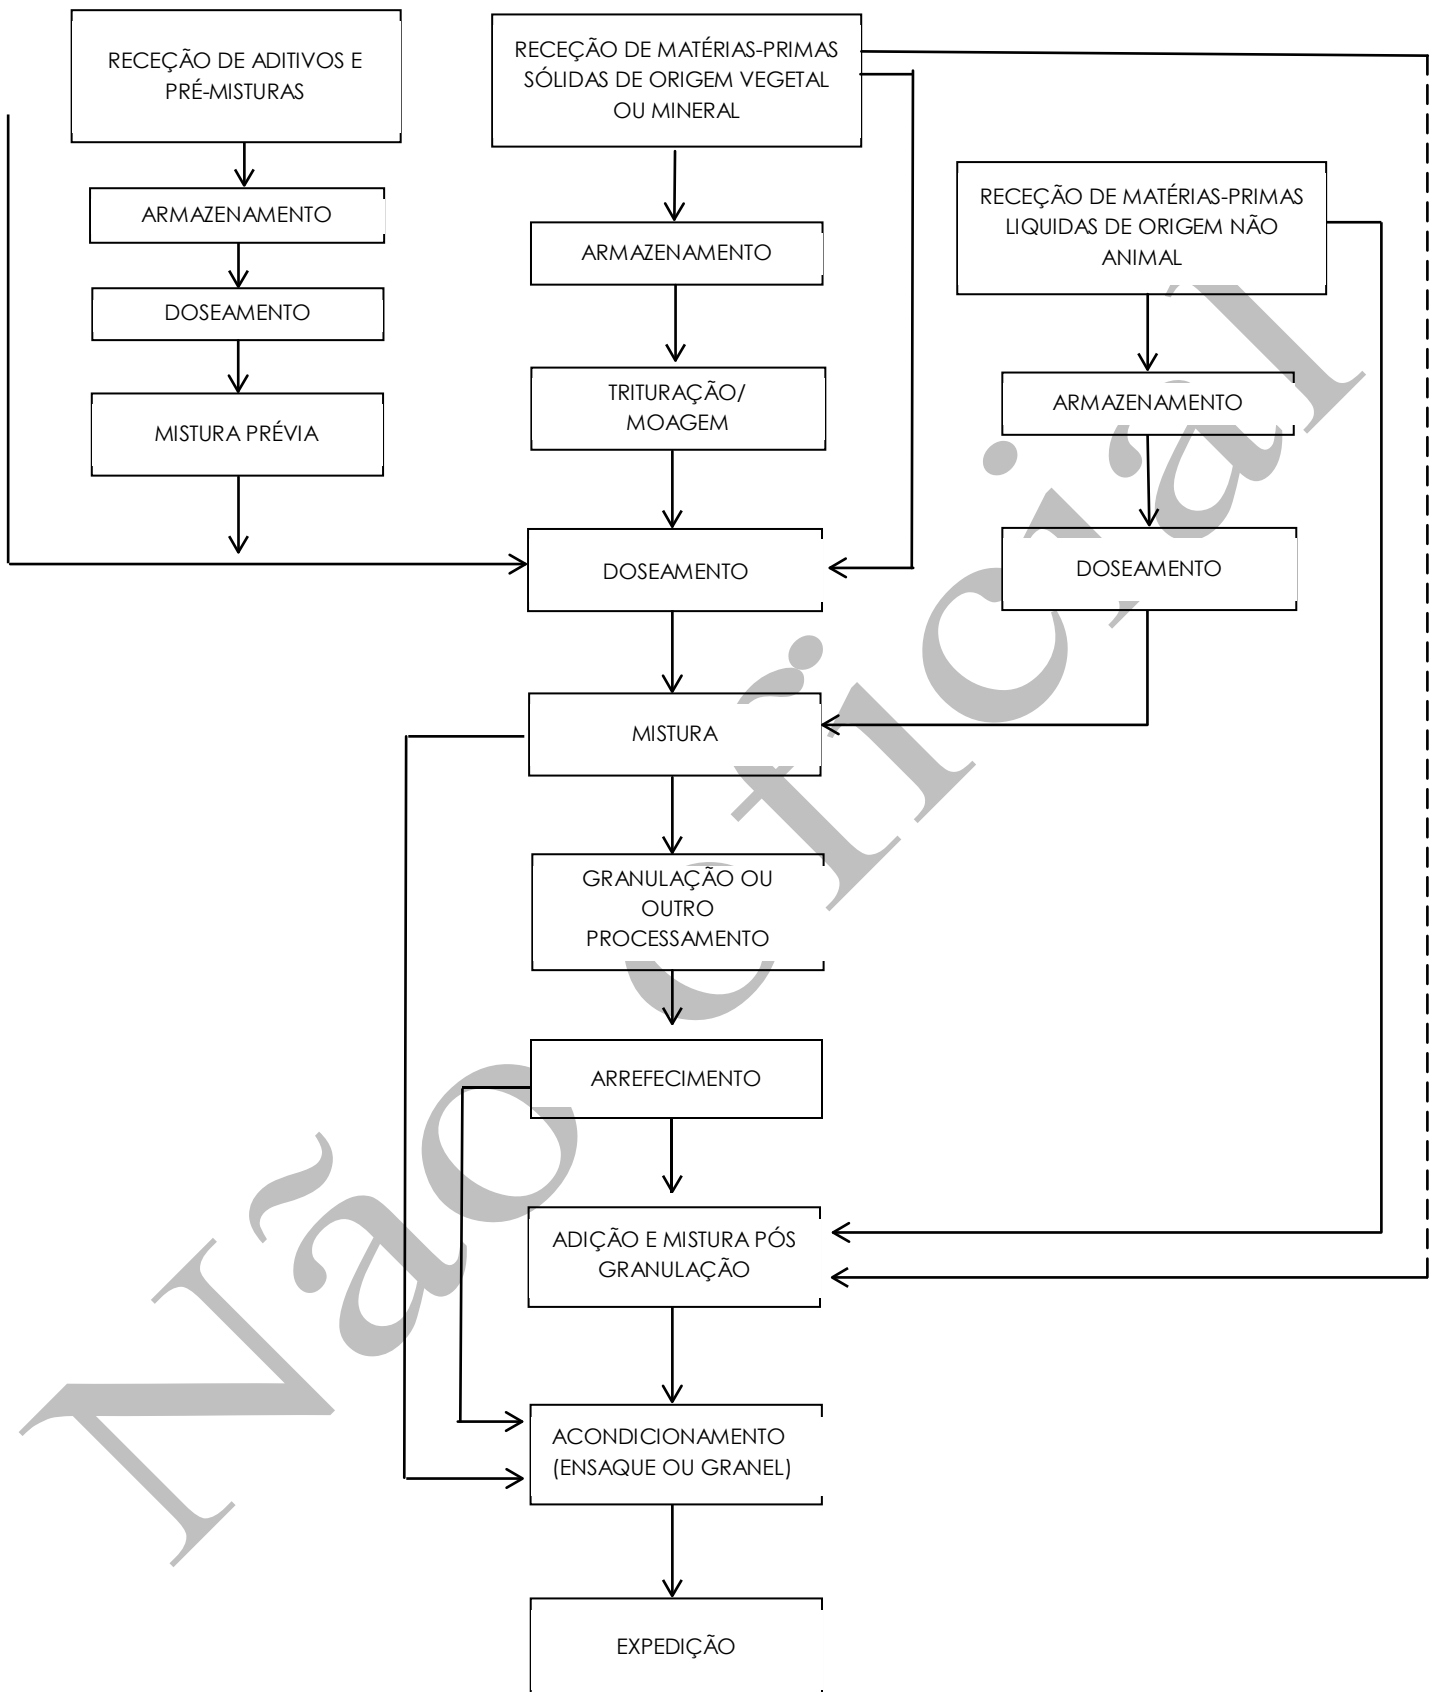 RECEÇÃO DE ADITIVOS E
PRÉ-MISTURAS
ARMAZENAMENTO
DOSEAMENTO
MISTURA PRÉVIA
RECEÇÃO DE MATÉRIAS-PRIMAS
SÓLIDAS DE ORIGEM VEGETAL
OU MINERAL
ARMAZENAMENTO
TRITURAÇÃO/
MOAGEM
RECEÇÃO DE MATÉRIAS-PRIMAS
LIQUIDAS DE ORIGEM NÃO
ANIMAL
ARMAZENAMENTO
DOSEAMENTO
DOSEAMENTO
MISTURA
GRANULAÇÃO OU
OUTRO
PROCESSAMENTO
ARREFECIMENTO
ADIÇÃO E MISTURA PÓS
GRANULAÇÃO
ACONDICIONAMENTO
(ENSAQUE OU GRANEL)
EXPEDIÇÃO
Não oficial